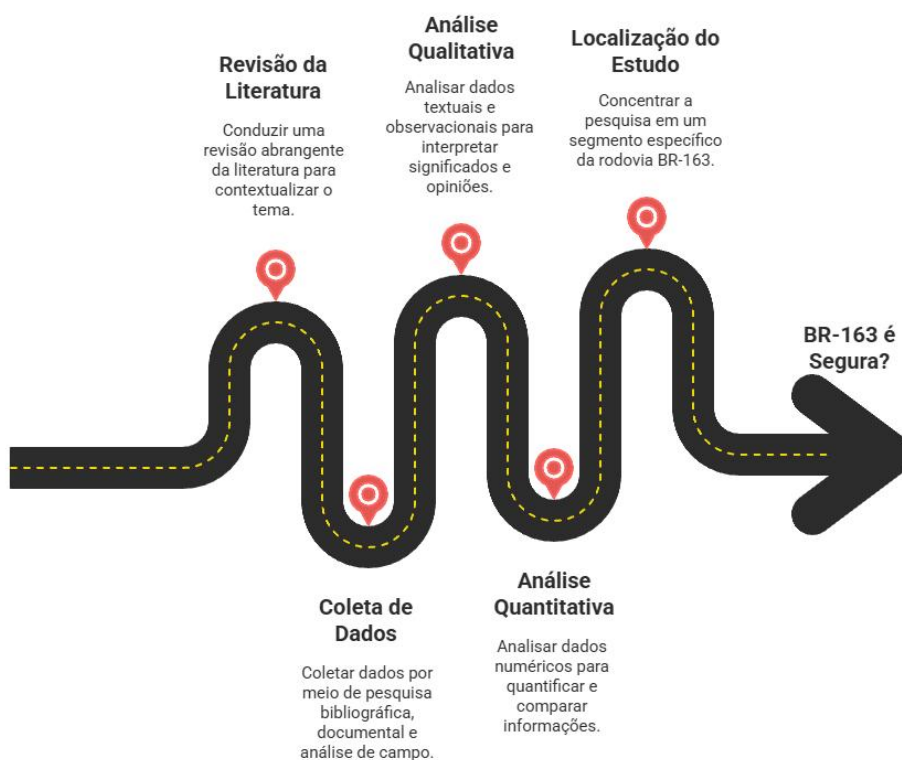 Revisão da
Literatura
Conduzir uma
revisão abrangente
da literatura para
contextualizar o
tema.
Coleta de
Dados
Coletar dados por
meio de pesquisa
bibliográfica,
documental e
análise de campo.
Análise
Qualitativa
Analisar dados
textuais e
observacionais para
interpretar
significados e
opiniões.
Análise
Quantitativa
Analisar dados
numéricos para
quantificar e
comparar
informações.
Localização do
Estudo
Concentrar a
pesquisa em um
segmento específico
da rodovia BR-163.
BR-163 é
Segura?